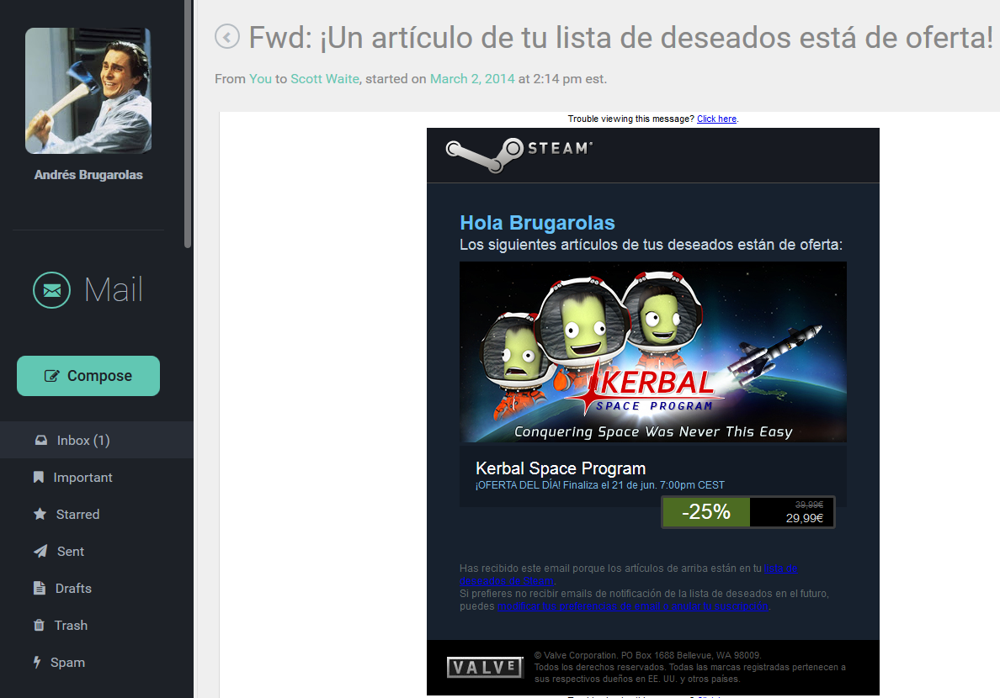 Andrés Brugarolas
Mail
Compose
Inbox (1)
Important
Starred
Sent
Drafts
Trash
Spam
Fwd: ¡Un artículo de tu lista de deseados está de oferta!
From You to Scott Waite, started on March 2, 2014 at 2:14 pm est.
Trouble viewing this message? Click here.
STEAM®
Hola Brugarolas
Los siguientes artículos de tus deseados están de oferta:
KERBAL
SPACE PROGRAM
Conquering Space Was Never This Easy
Kerbal Space Program
¡OFERTA DEL DÍA! Finaliza el 21 de jun. 7:00pm CEST
-25%
39,99€
29,99€
Has recibido este email porque los artículos de arriba están en tu lista de
deseados de Steam.
Si prefieres no recibir emails de notificación de la lista de deseados en el futuro,
puedes modificar tus preferencias de email o anular tu suscripción.
VALVE
© Valve Corporation. PO Box 1688 Bellevue, WA 98009.
Todos los derechos reservados. Todas las marcas registradas pertenecen a
sus respectivos dueños en EE. UU. y otros países.